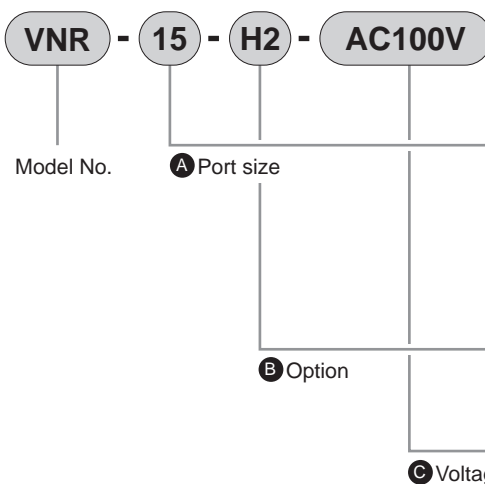 VNR - 15 - H2 - AC100V
Model No.
A Port size
B Option
C